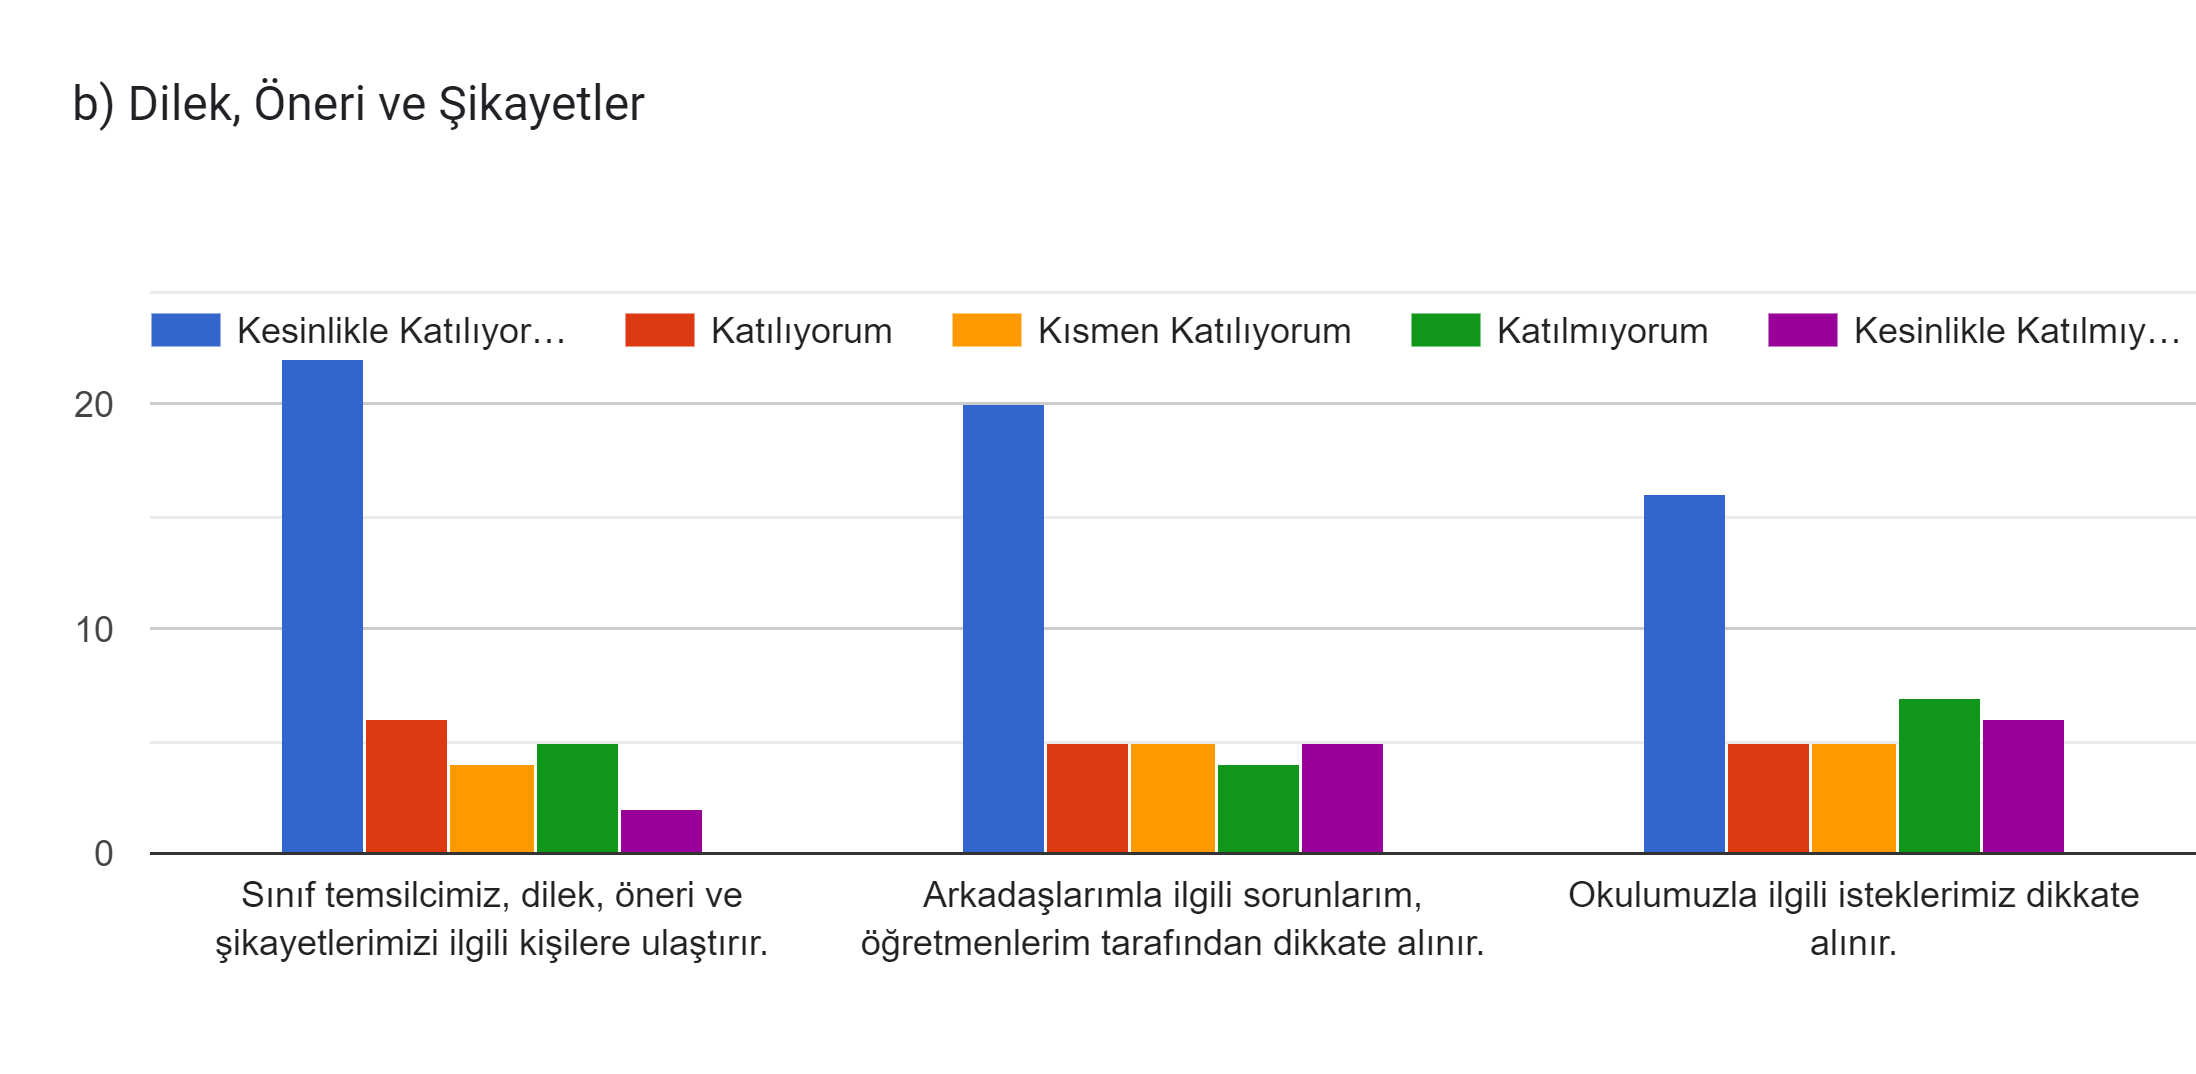 b) Dilek, Öneri ve Şikayetler
Kesinlikle Katılıyor…
Katılıyorum
Kısmen Katılıyorum
Katılmıyorum
Kesinlikle Katılmıy…
20
10
0
Sınıf temsilcimiz, dilek, öneri ve
şikayetlerimizi ilgili kişilere ulaştırır.
Arkadaşlarımla ilgili sorunlarım,
öğretmenlerim tarafından dikkate alınır.
Okulumuzla ilgili isteklerimiz dikkate
alınır.